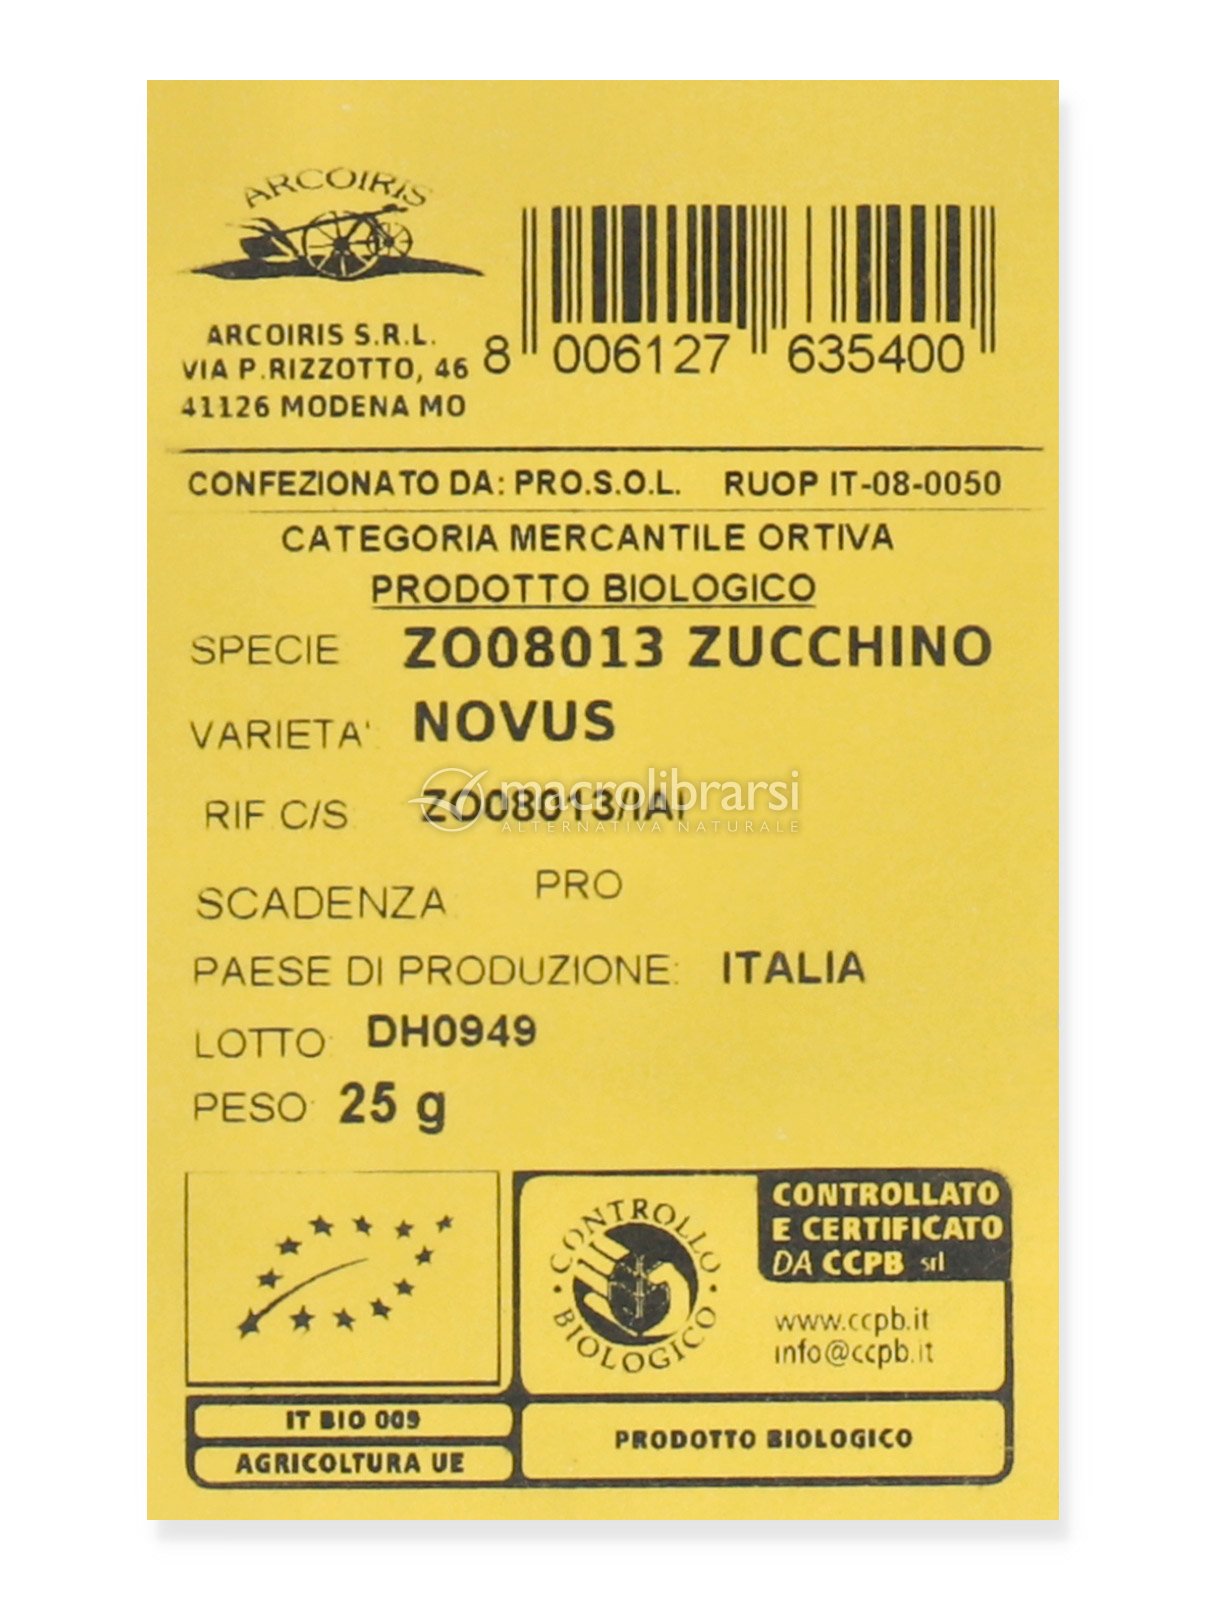 ARCOIRIS
ARCOIRIS S.R.L.
VIA P.RIZZOTTO, 46
41126 MODENA MO
8 006127 635400
CONFEZIONATO DA: PRO.S.O.L. RUOP IT-08-0050
CATEGORIA MERCANTILE ORTIVA
PRODOTTO BIOLOGICO
SPECIE ZO08013 ZUCCHINO
VARIETA': NOVUS
RIF.C/S
macrolibrarsi
ALTERNATIVA NATURALE
SCADENZA: PRO
PAESE DI PRODUZIONE: ITALIA
LOTTO: DH0949
PESO: 25 g
CONTROLLO BIOLOGICO
CONTROLLATO
E CERTIFICATO
DA CCPB srl
www.ccpb.it
info@ccpb.it
IT BIO 009
AGRICOLTURA UE
PRODOTTO BIOLOGICO